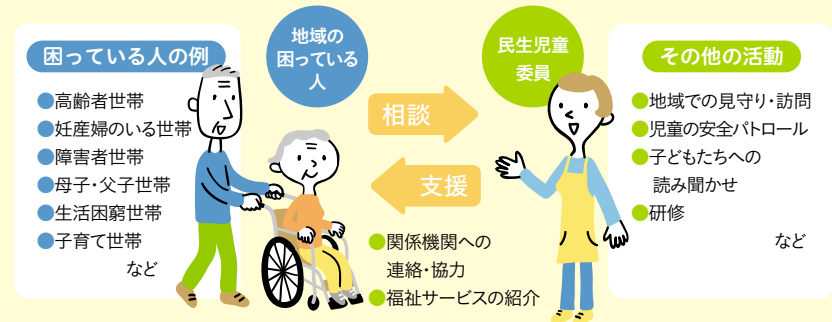 困っている人の例
●高齢者世帯
●妊産婦のいる世帯
●障害者世帯
●母子・父子世帯
●生活困窮世帯
●子育て世帯
など
地域の
困っている
人
相談
支援
●関係機関への
連絡・協力
●福祉サービスの紹介
民生児童
委員
その他の活動
●地域での見守り・訪問
●児童の安全パトロール
●子どもたちへの
読み聞かせ
●研修
など